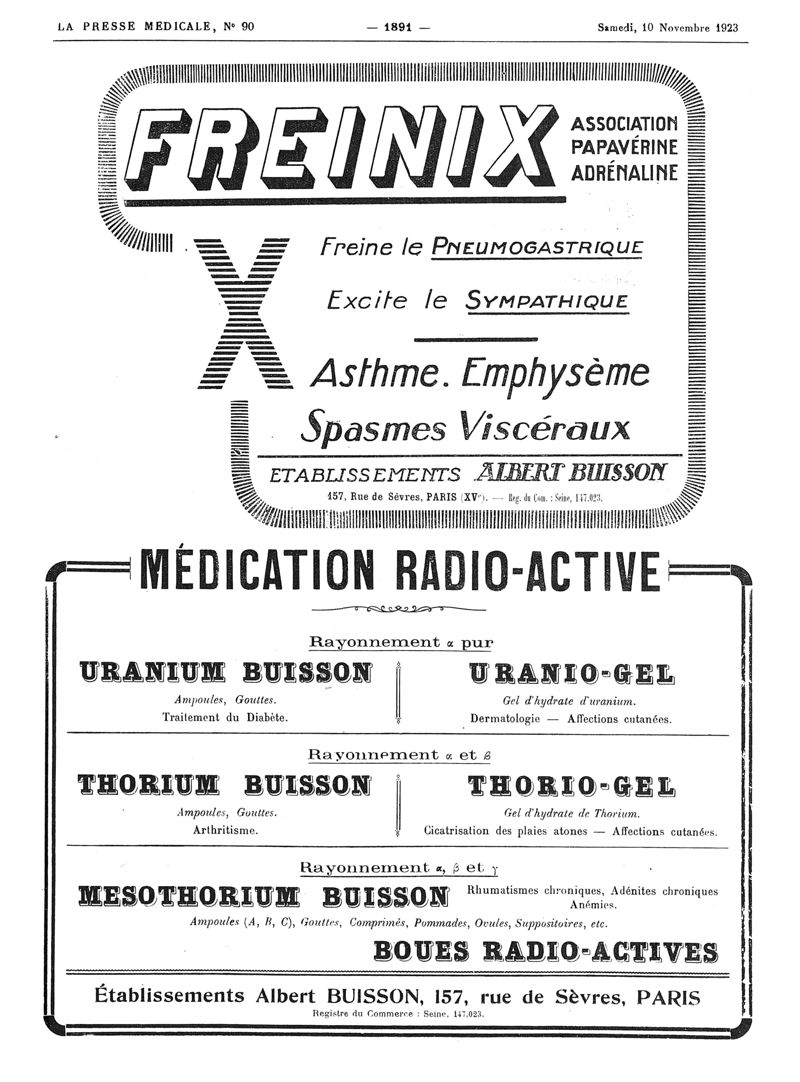 LA PRESSE MÉDICALE, N° 90 — 1891 — Samedi, 10 Novembre 1923
FREINIX
ASSOCIATION
PAPAVÉRINE
ADRÉNALINE
X
Freine le PNEUMOGASTRIQUE
Excite le SYMPATHIQUE
Asthme. Emphysème
Spasmes Viscéraux
ETABLISSEMENTS ALBERT BUISSON
157, Rue de Sèvres, PARIS (XVe). — Reg. du Com. : Seine, 147.023.
MÉDICATION RADIO-ACTIVE
Rayonnement α pur
URANIUM BUISSON
Ampoules, Gouttes.
Traitement du Diabète.
URANIO-GEL
Gel d'hydrate d'uranium.
Dermatologie — Affections cutanées.
Rayonnement α et β
THORIUM BUISSON
Ampoules, Gouttes.
Arthritisme.
THORIO-GEL
Gel d'hydrate de Thorium.
Cicatrisation des plaies atones — Affections cutanées.
Rayonnement α, β et γ
MESOTHORIUM BUISSON
Rhumatismes chroniques, Adénites chroniques
Anémies.
Ampoules (A, B, C), Gouttes, Comprimés, Pommades, Ovules, Suppositoires, etc.
BOUES RADIO-ACTIVES
Établissements Albert BUISSON, 157, rue de Sèvres, PARIS
Registre du Commerce : Seine, 147.023.